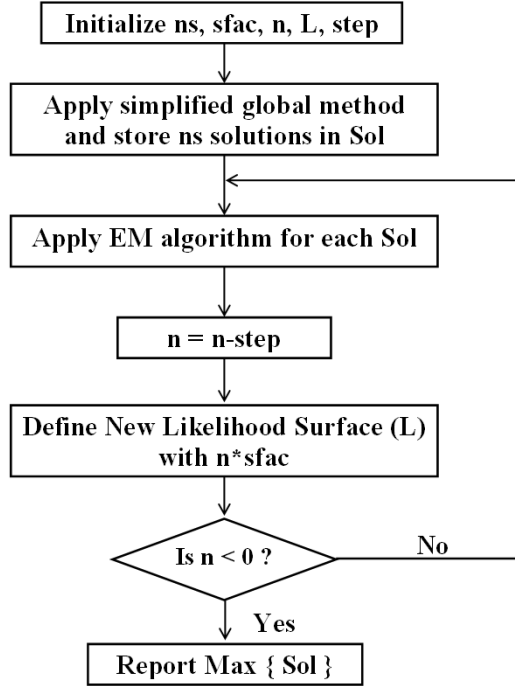 Initialize ns, sfac, n, L, step
Apply simplified global method
and store ns solutions in Sol
Apply EM algorithm for each Sol
n = n-step
Define New Likelihood Surface (L)
with n*sfac
Is n < 0 ?
No
Yes
Report Max { Sol }